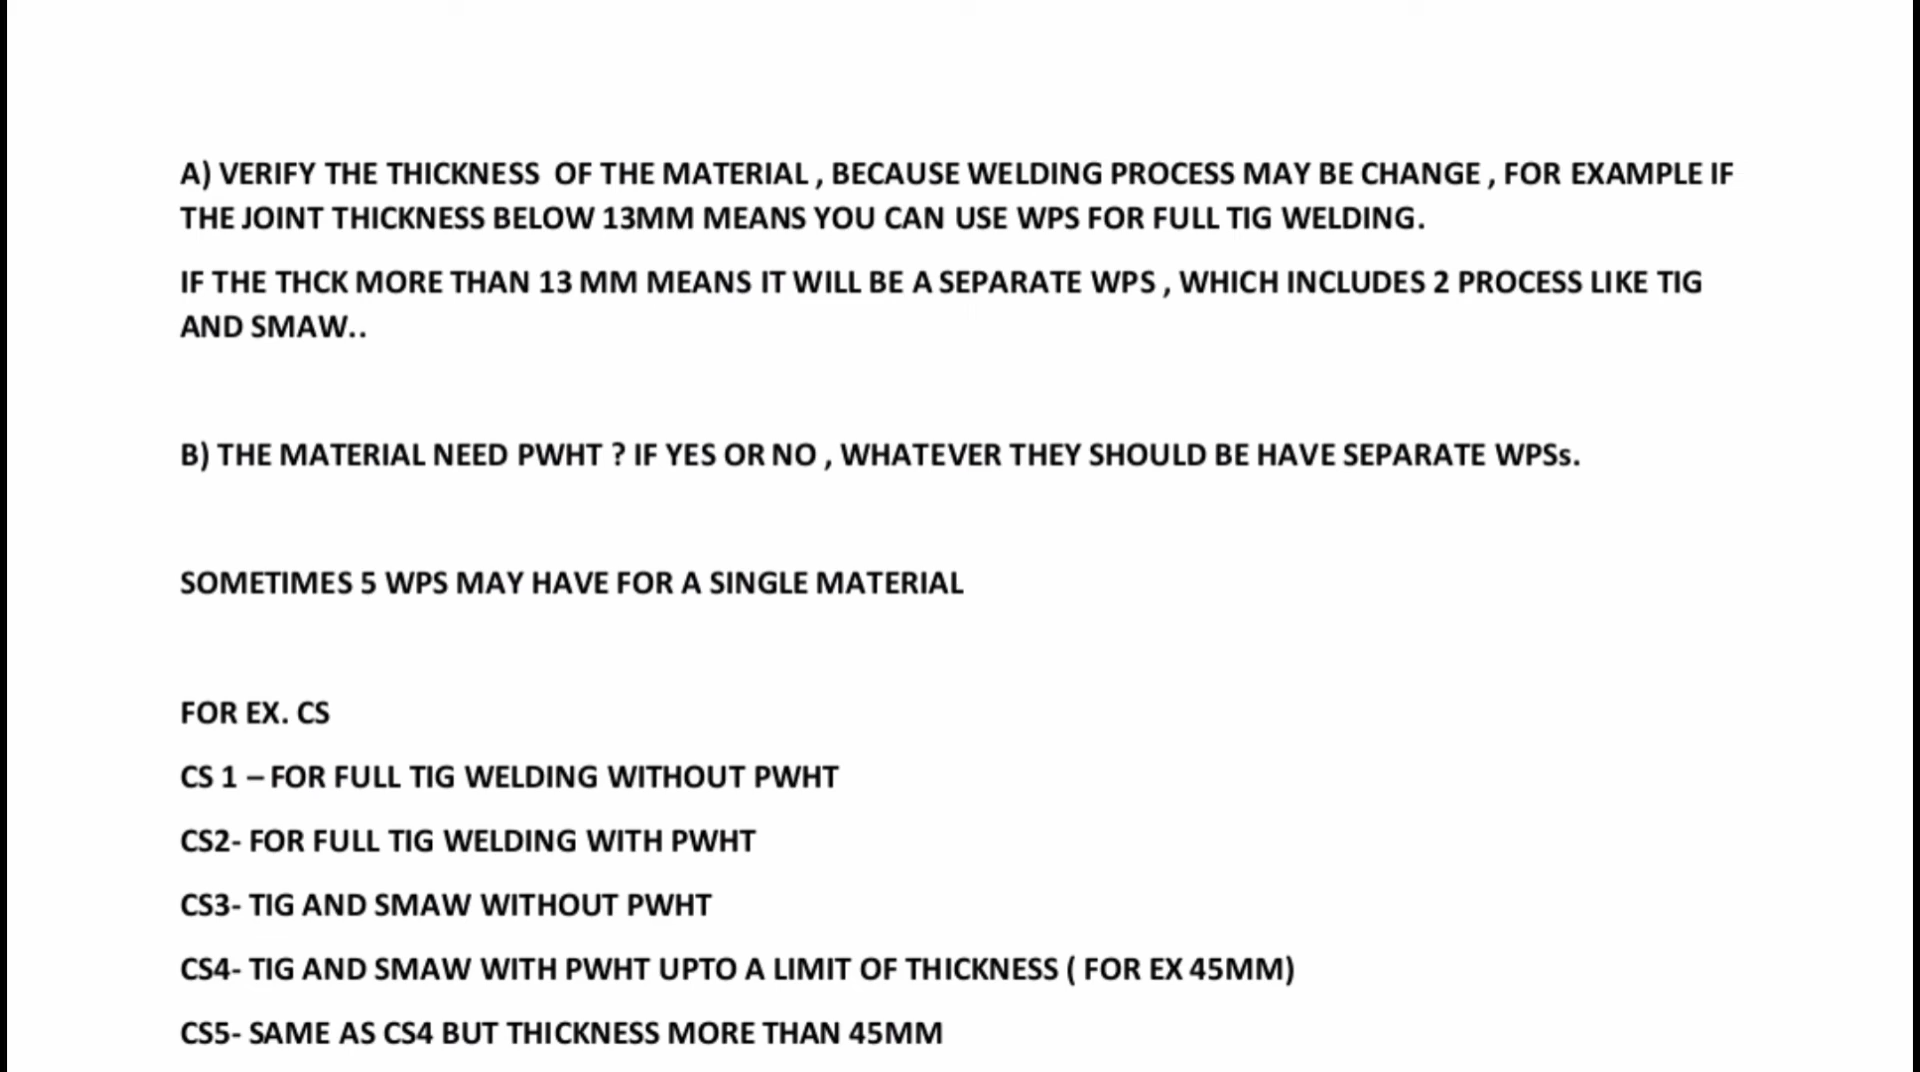 A) VERIFY THE THICKNESS OF THE MATERIAL , BECAUSE WELDING PROCESS MAY BE CHANGE , FOR EXAMPLE IF
THE JOINT THICKNESS BELOW 13MM MEANS YOU CAN USE WPS FOR FULL TIG WELDING.
IF THE THCK MORE THAN 13 MM MEANS IT WILL BE A SEPARATE WPS , WHICH INCLUDES 2 PROCESS LIKE TIG
AND SMAW..
B) THE MATERIAL NEED PWHT ? IF YES OR NO , WHATEVER THEY SHOULD BE HAVE SEPARATE WPSs.
SOMETIMES 5 WPS MAY HAVE FOR A SINGLE MATERIAL
FOR EX. CS
CS 1 – FOR FULL TIG WELDING WITHOUT PWHT
CS2- FOR FULL TIG WELDING WITH PWHT
CS3- TIG AND SMAW WITHOUT PWHT
CS4- TIG AND SMAW WITH PWHT UPTO A LIMIT OF THICKNESS ( FOR EX 45MM)
CS5- SAME AS CS4 BUT THICKNESS MORE THAN 45MM